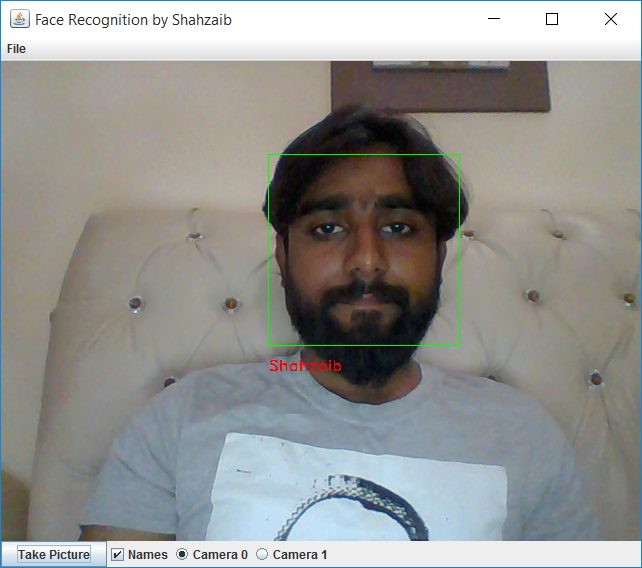 Face Recognition by Shahzaib
File
Shahzaib
Take Picture
Names
Camera 0
Camera 1